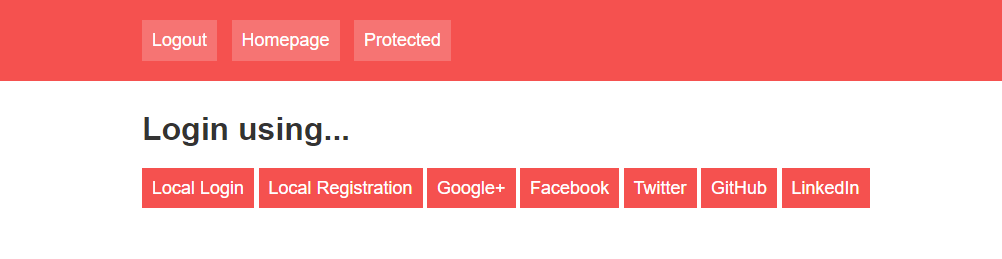 Logout Homepage Protected
Login using...
Local Login Local Registration Google+ Facebook Twitter GitHub LinkedIn